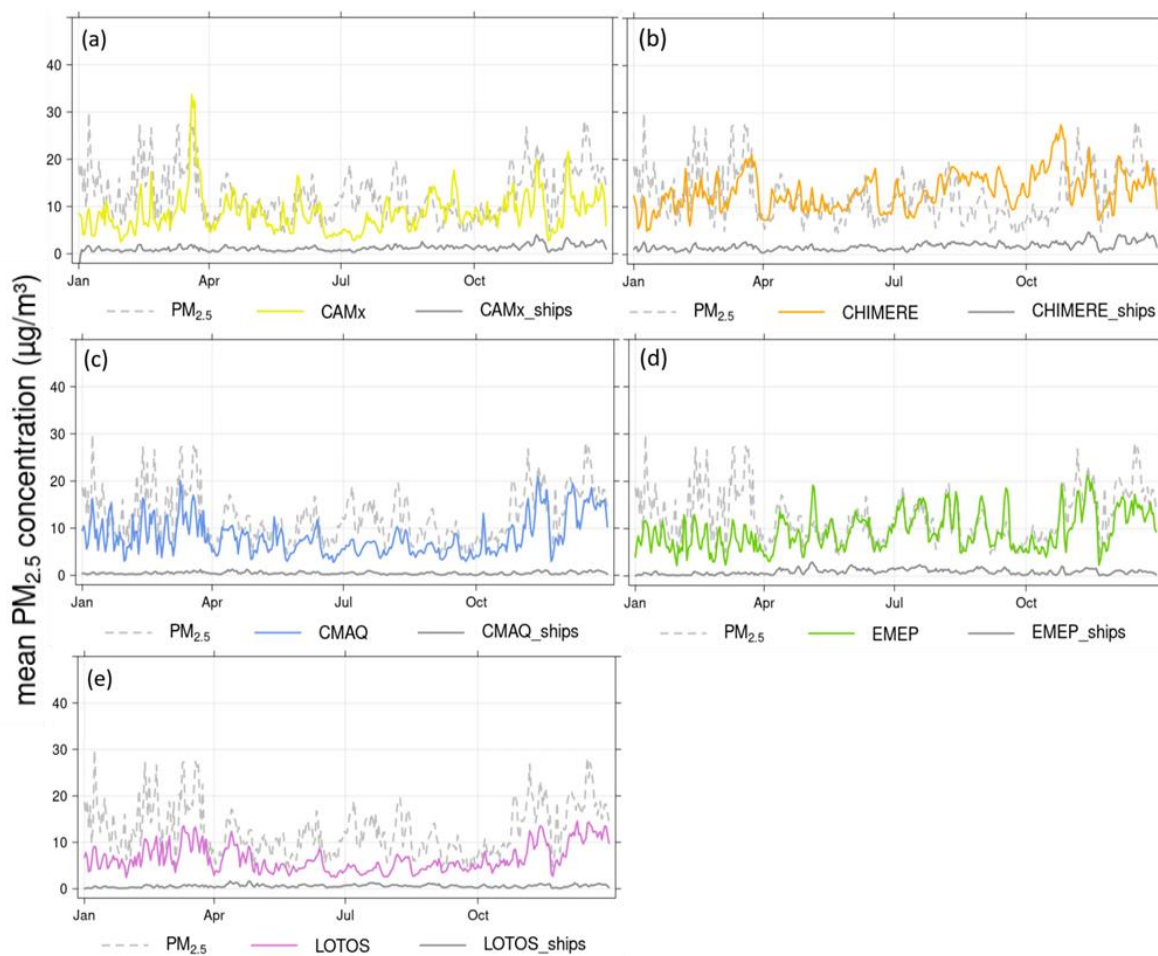 mean PM2.5 concentration (µg/m³)
(a)
40
30
20
10
0
Jan Apr Jul Oct
PM2.5 CAMx CAMx_ships
(b)
Jan Apr Jul Oct
PM2.5 CHIMERE CHIMERE_ships
(c)
40
30
20
10
0
Jan Apr Jul Oct
PM2.5 CMAQ CMAQ_ships
(d)
Jan Apr Jul Oct
PM2.5 EMEP EMEP_ships
(e)
40
30
20
10
0
Jan Apr Jul Oct
PM2.5 LOTOS LOTOS_ships